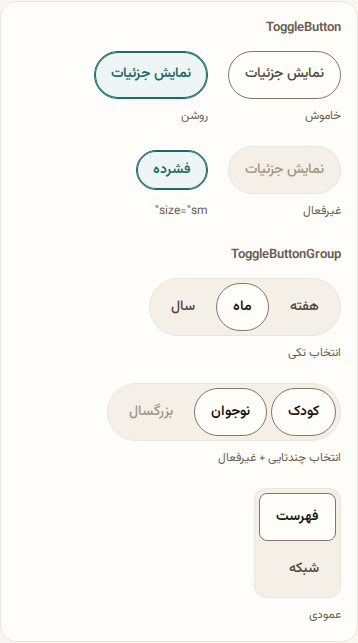 ToggleButton
نمایش جزئیات نمایش جزئیات
خاموش روشن
نمایش جزئیات فشرده
غیرفعال "size="sm
ToggleButtonGroup
هفته ماه سال
انتخاب تکی
کودک نوجوان بزرگسال
انتخاب چندتایی + غیرفعال
فهرست
شبکه
عمودی